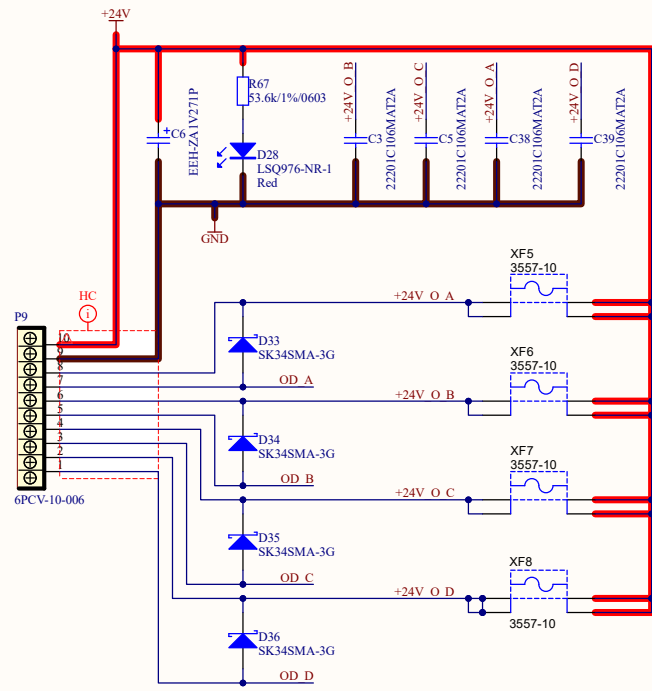 +24V
R67
53.6k/1%/0603
C6
EEH-ZA1V271P
D28
LSQ976-NR-1
Red
+24V_O_B
C3
22201C106MAT2A
+24V_O_C
C5
22201C106MAT2A
+24V_O_A
C38
22201C106MAT2A
+24V_O_D
C39
22201C106MAT2A
GND
XF5
3557-10
+24V_O_A
HC
i
P9
10
9
8
7
6
5
4
3
2
1
6PCV-10-006
D33
SK34SMA-3G
OD_A
XF6
3557-10
+24V_O_B
D34
SK34SMA-3G
OD_B
XF7
3557-10
+24V_O_C
D35
SK34SMA-3G
OD_C
XF8
+24V_O_D
3557-10
D36
SK34SMA-3G
OD_D